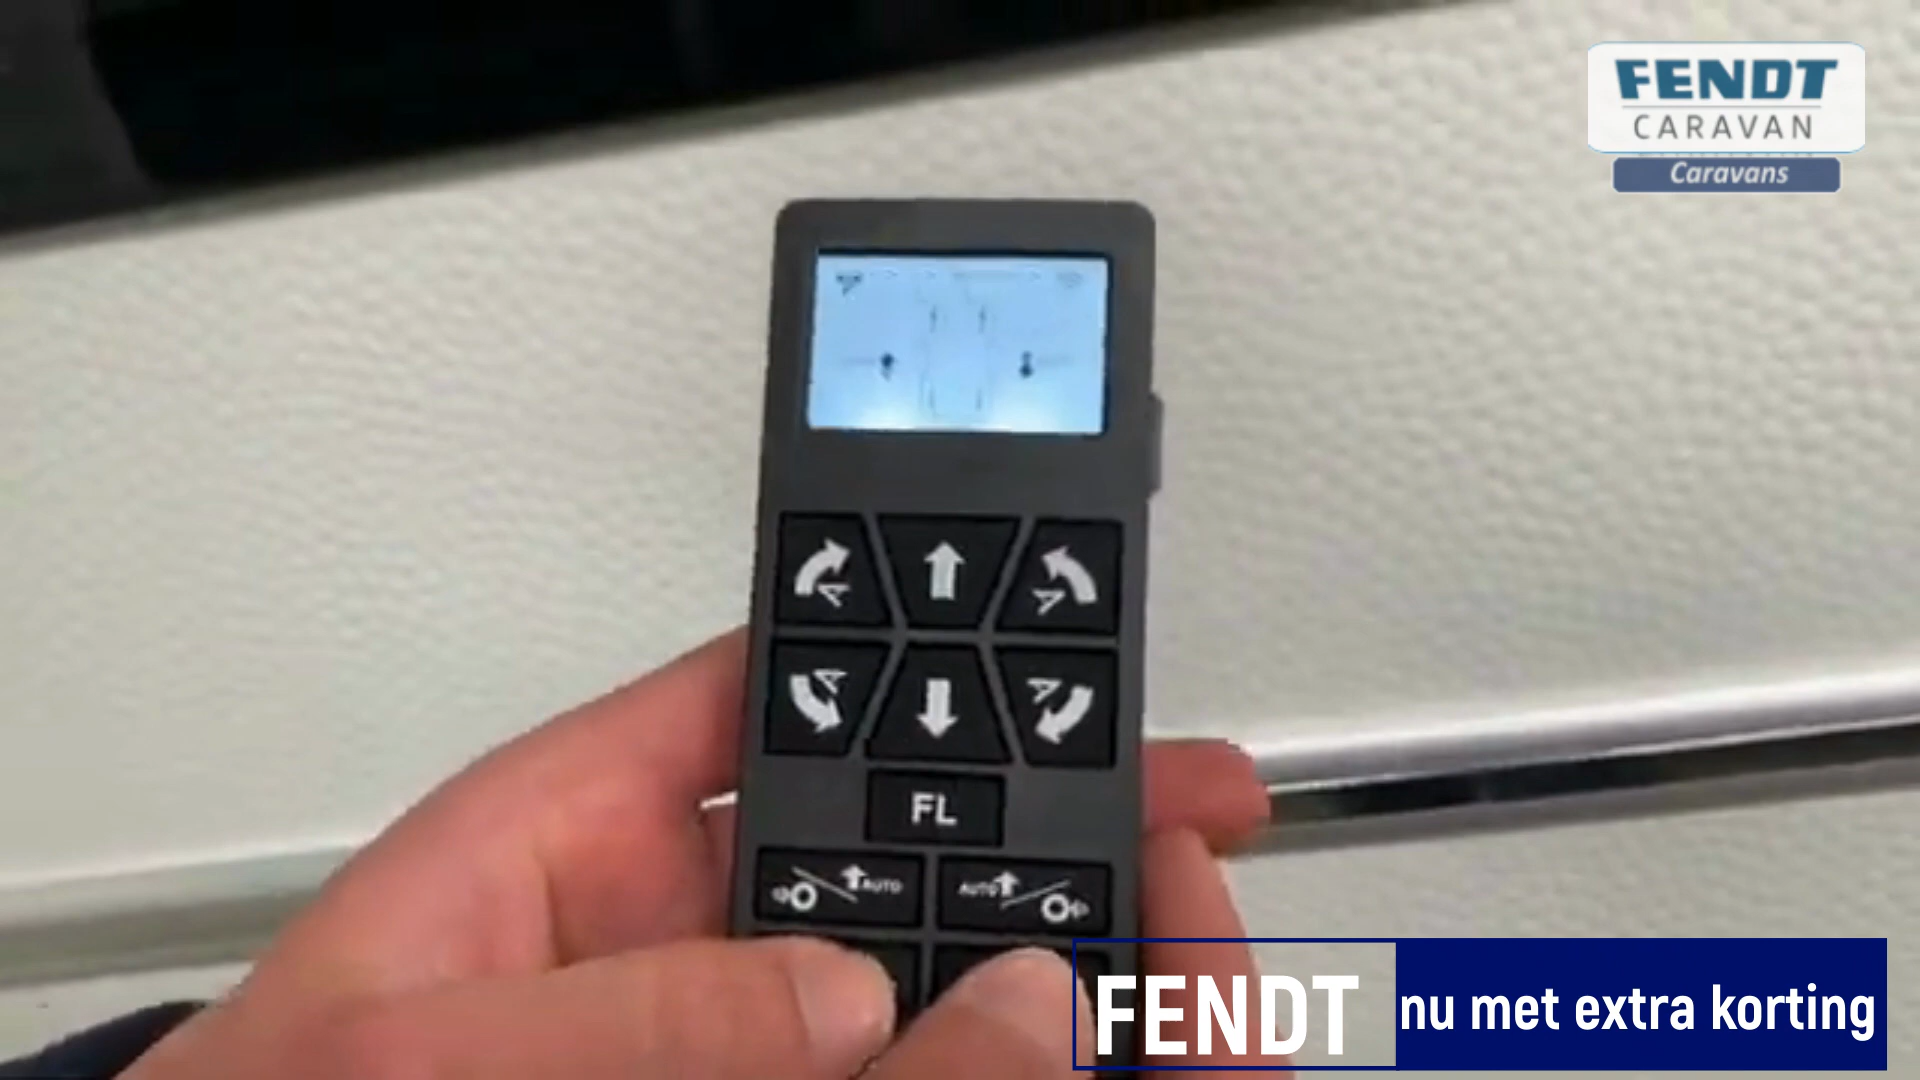 FENDT
CARAVAN
Caravans
FL
AUTO
AUTO
FENDT
nu met extra korting